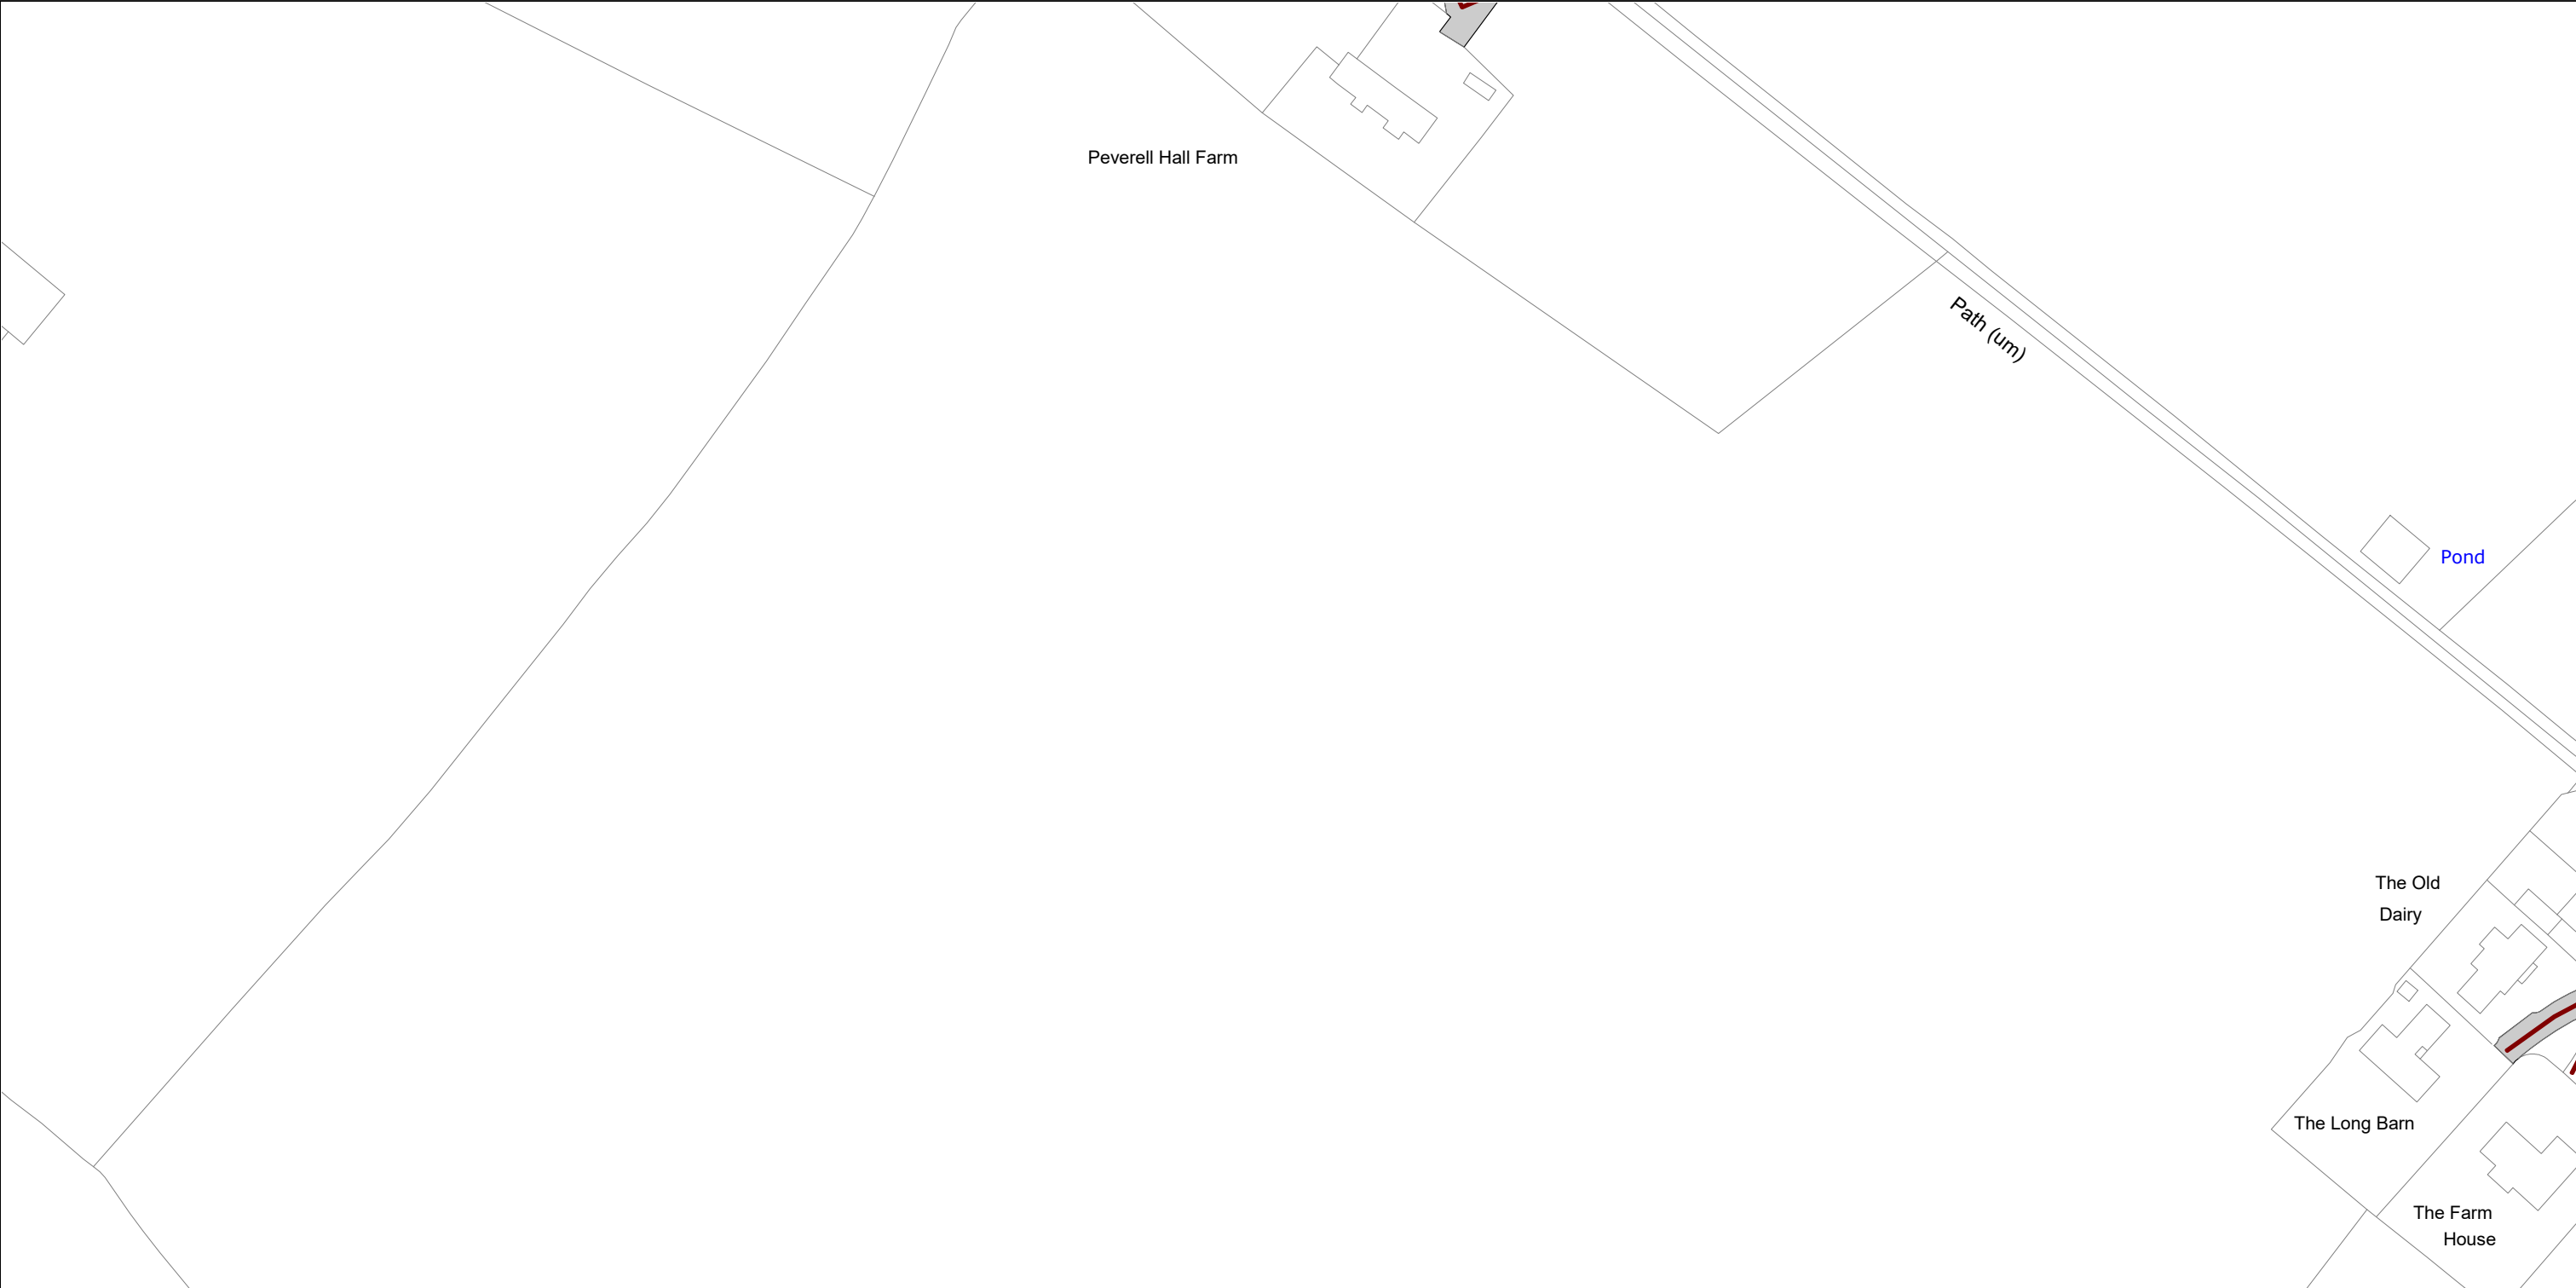 Peverell Hall Farm
Path (um)
Pond
The Old
Dairy
The Long Barn
The Farm
House